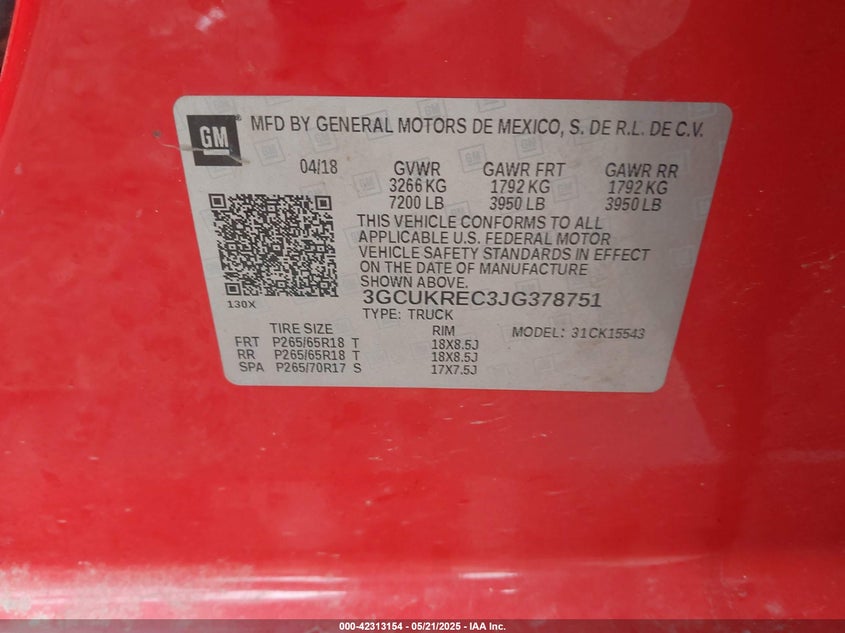 GM ® MFD BY GENERAL MOTORS DE MEXICO, S. DE R.L. DE C.V.
04/18 GVWR GAWR FRT GAWR RR
3266 KG 1792 KG 1792 KG
7200 LB 3950 LB 3950 LB
THIS VEHICLE CONFORMS TO ALL
APPLICABLE U.S. FEDERAL MOTOR
VEHICLE SAFETY STANDARDS IN EFFECT
ON THE DATE OF MANUFACTURE
SHOWN ABOVE.
130X 3GCUKREC3JG378751
TYPE: TRUCK MODEL: 31CK15543
TIRE SIZE RIM
FRT P265/65R18 T 18X8.5J
RR P265/65R18 T 18X8.5J
SPA P265/70R17 S 17X7.5J
000-42313154 - 05/21/2025 - IAA Inc.